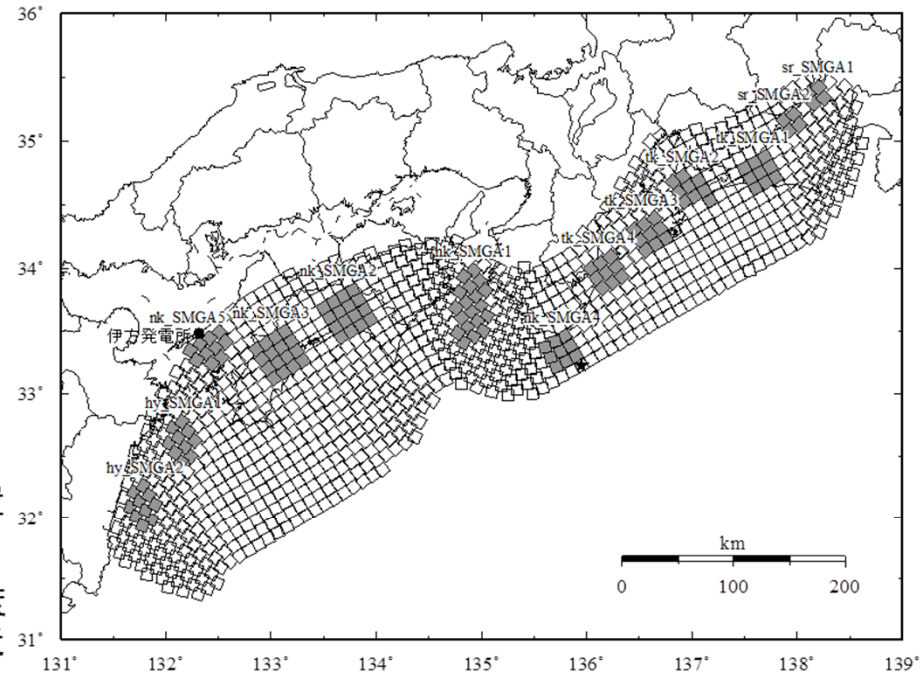 36°
35°
34°
33°
32°
31°
131°
132°
133°
134°
135°
136°
137°
138°
139°
sr_SMGA1
sr_SMGA2
tk_SMGA1
tk_SMGA2
tk_SMGA3
tk_SMGA4
nk_SMGA1
nk_SMGA2
nk_SMGA3
nk_SMGA4
nk_SMGA5
伊方発電所
hy_SMGA1
hy_SMGA2
km
0
100
200